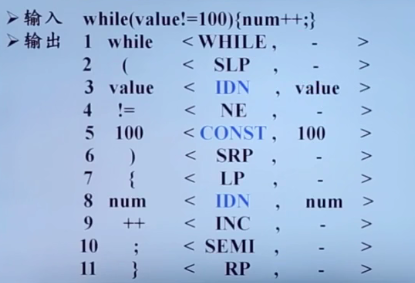 ➢输入 while(value!=100){num++;}
➢输出 1 while < WHILE , - >
2 ( < SLP , - >
3 value < IDN , value >
4 != < NE , - >
5 100 < CONST , 100 >
6 ) < SRP , - >
7 { < LP , - >
8 num < IDN , num >
9 ++ < INC , - >
10 ; < SEMI , - >
11 } < RP , - >